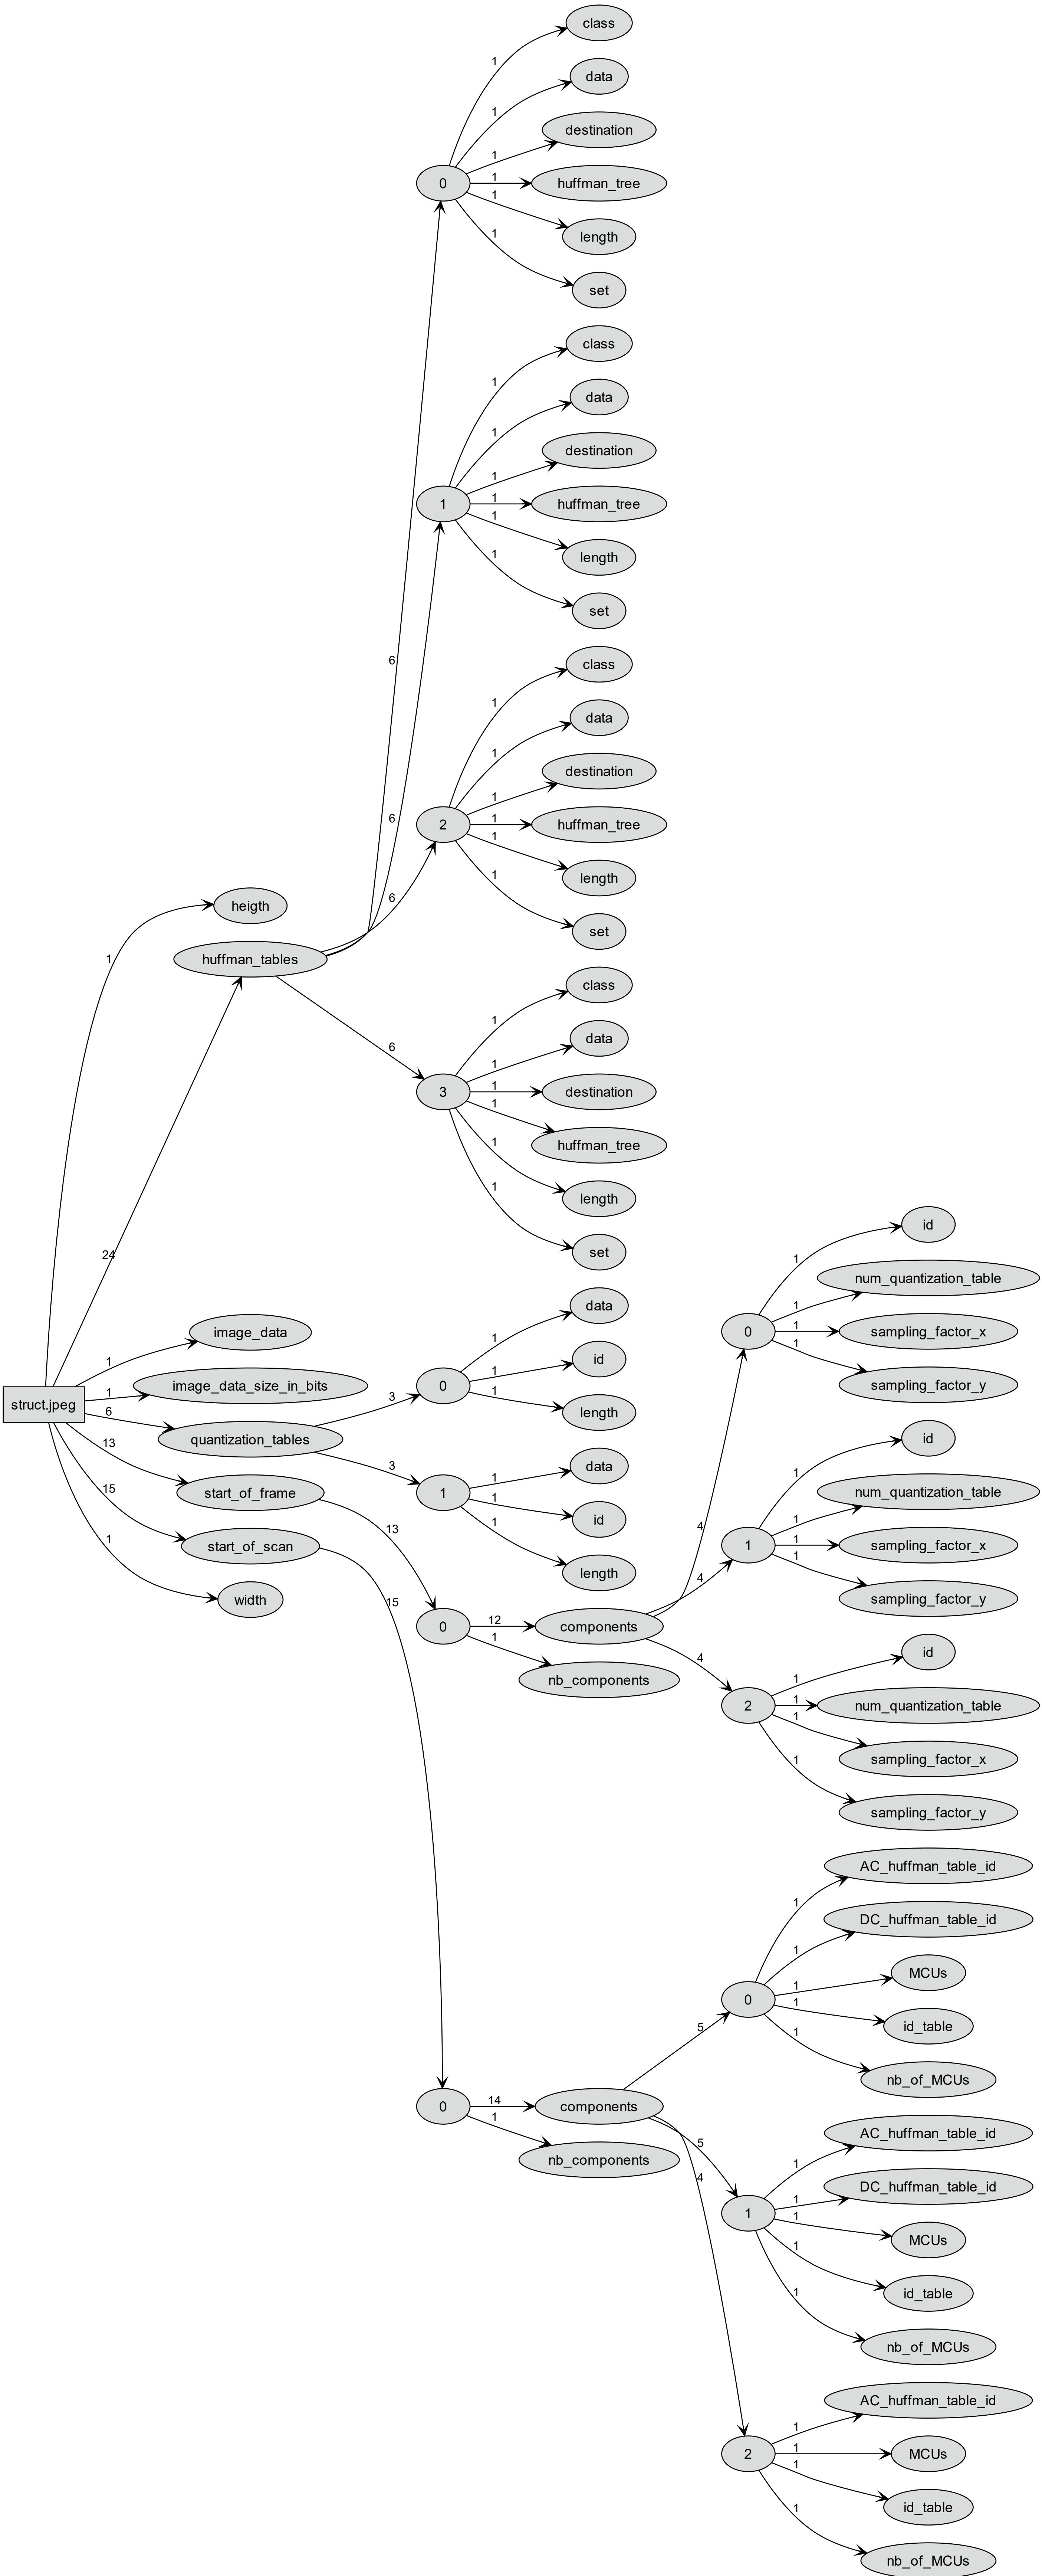 class
1
data
1
destination
1
0
1
huffman_tree
1
length
1
set
class
1
data
1
destination
1
1
1
huffman_tree
1
length
1
set
6
class
1
data
1
destination
6
1
2
1
huffman_tree
1
length
6
1
set
heigth
1
huffman_tables
class
1
6
data
1
3
1
destination
1
huffman_tree
1
length
1
24
set
data
image_data
1
id
1
0
1
length
1
struct.jpeg
1
image_data_size_in_bits
3
6
quantization_tables
3
data
1
1
1
id
1
length
13
start_of_frame
15
start_of_scan
1
width
13
15
0
12
components
1
nb_components
4
4
4
id
1
0
1
num_quantization_table
1
sampling_factor_x
1
sampling_factor_y
id
1
1
1
num_quantization_table
1
sampling_factor_x
1
sampling_factor_y
id
1
2
1
num_quantization_table
1
sampling_factor_x
1
sampling_factor_y
AC_huffman_table_id
1
DC_huffman_table_id
1
0
1
MCUs
1
id_table
1
nb_of_MCUs
5
0
14
components
1
nb_components
5
4
AC_huffman_table_id
1
DC_huffman_table_id
1
1
1
MCUs
1
id_table
1
nb_of_MCUs
AC_huffman_table_id
1
2
1
MCUs
1
id_table
1
nb_of_MCUs